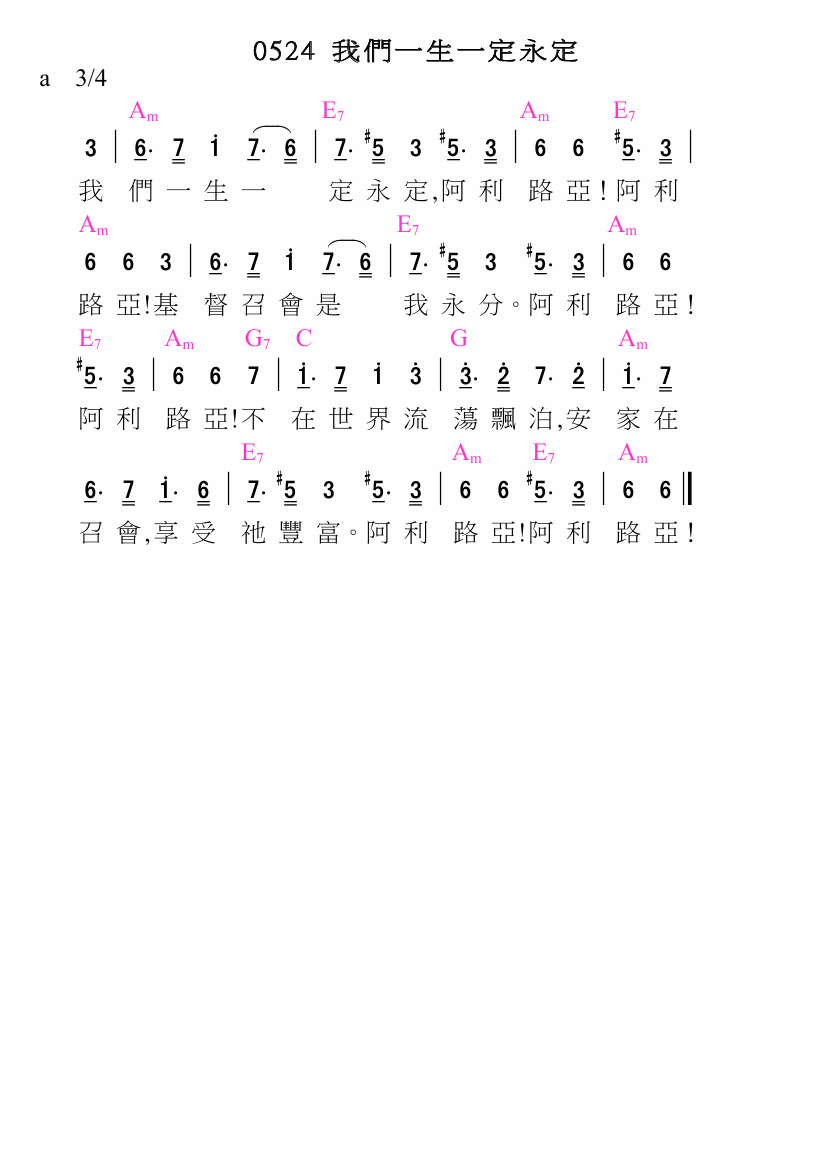 0524 我們一生一定永定
a 3/4
Am E7 Am E7
3 | 6. 7 i 7. 6 | 7. #5 3 #5. 3 | 6 6 #5. 3 |
我 們 一 生 一 定 永 定,阿 利 路 亞!阿 利
Am E7 Am
6 6 3 | 6. 7 i 7. 6 | 7. #5 3 #5. 3 | 6 6
路 亞!基 督 召 會 是 我 永 分。阿 利 路 亞!
E7 Am G7 C G Am
#5. 3 | 6 6 7 | i. 7 i 3̇ | 3̇. 2̇ 7. 2̇ | i. 7
阿 利 路 亞!不 在 世 界 流 蕩 飄 泊,安 家 在
E7 Am E7 Am
6. 7 i. 6 | 7. #5 3 #5. 3 | 6 6 #5. 3 | 6 6 ‖
召 會,享 受 祂 豐 富。阿 利 路 亞!阿 利 路 亞!